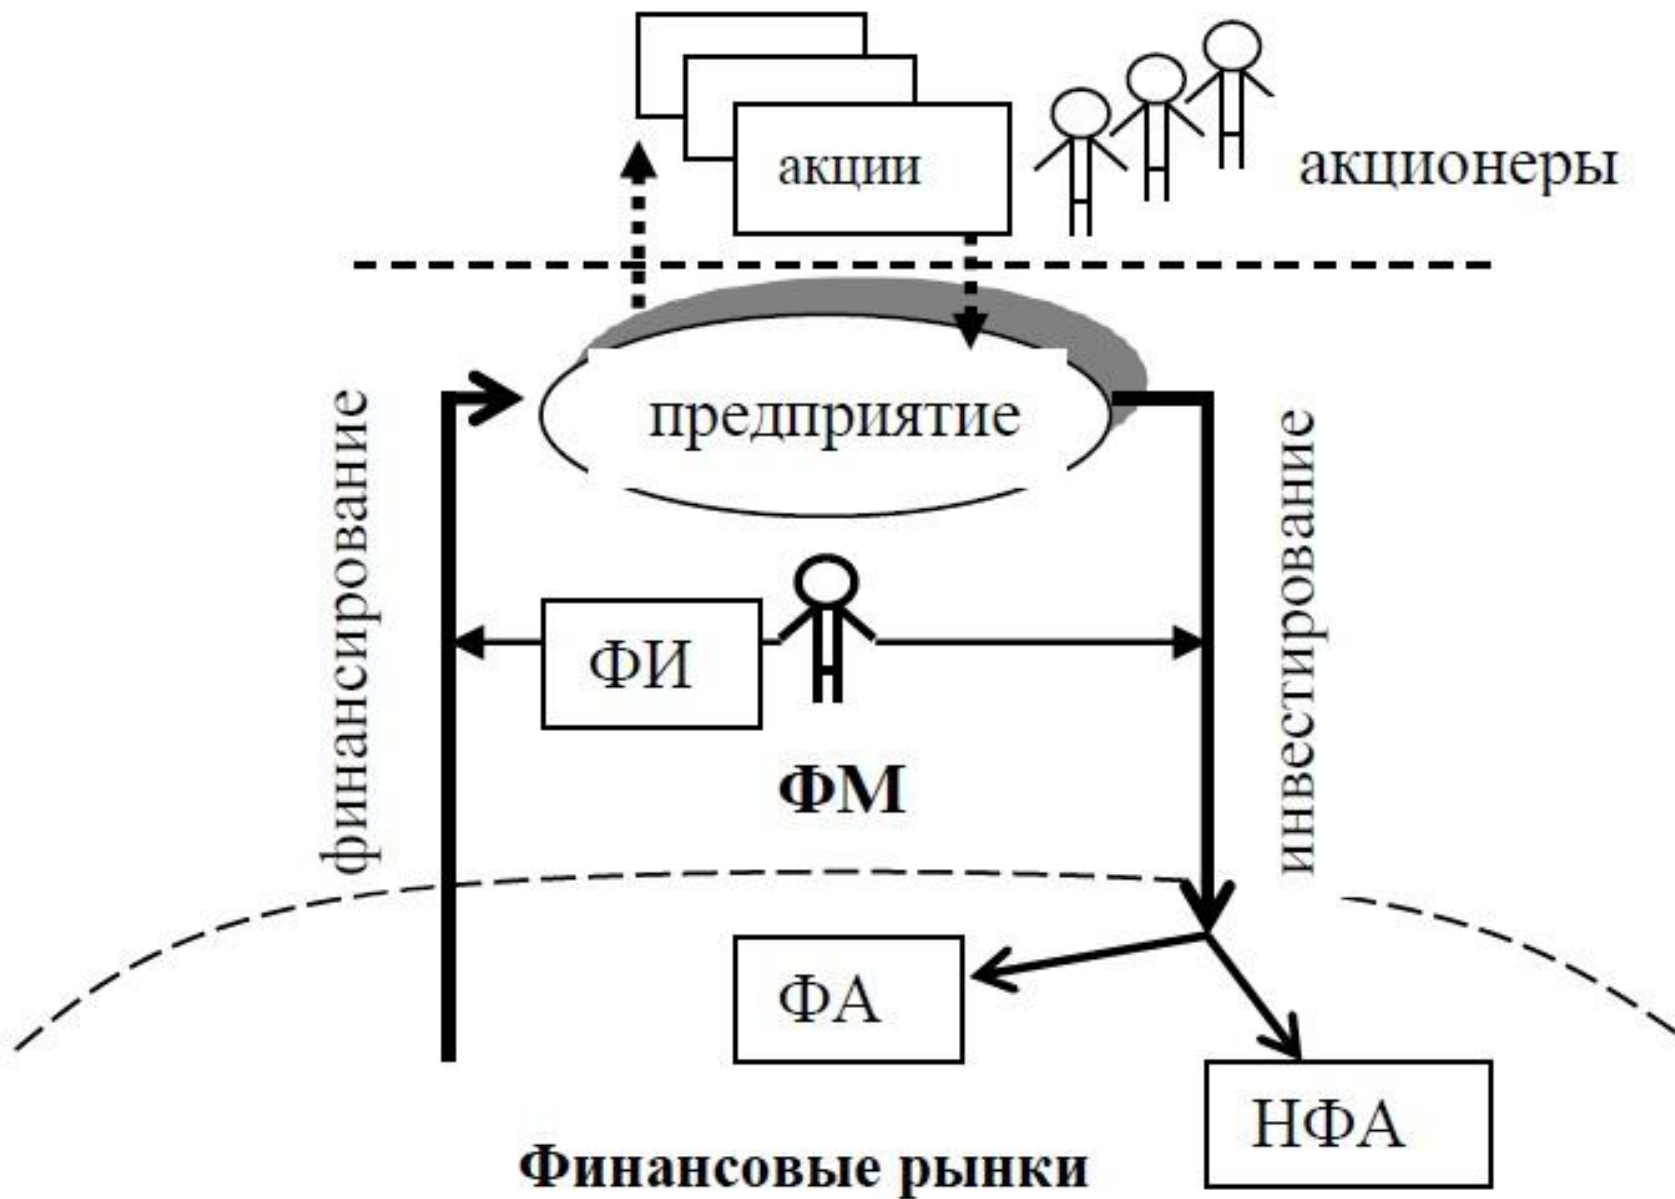 акции
акционеры
предприятие
финансирование
инвестирование
ФИ
ФМ
ФА
НФА
Финансовые рынки